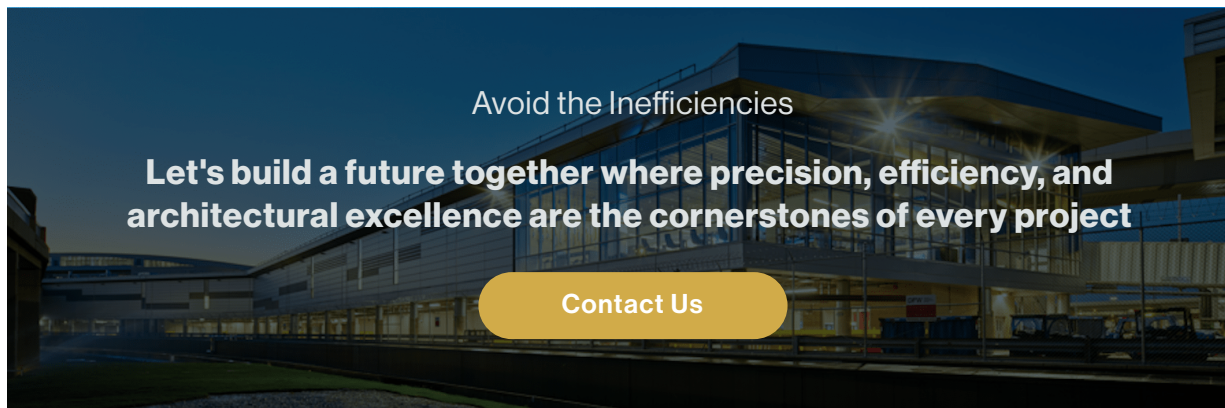 Avoid the Inefficiencies
Let's build a future together where precision, efficiency, and
architectural excellence are the cornerstones of every project
Contact Us